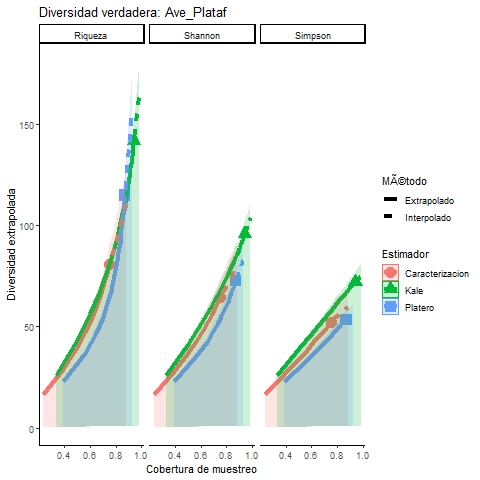 Diversidad verdadera: Ave_Plataf
Riqueza
Shannon
Simpson
150
100
50
0
0.4 0.6 0.8 1.0
0.4 0.6 0.8 1.0
0.4 0.6 0.8 1.0
Cobertura de muestreo
Diversidad extrapolada
MÃ©todo
Extrapolado
Interpolado
Estimador
Caracterizacion
Kale
Platero